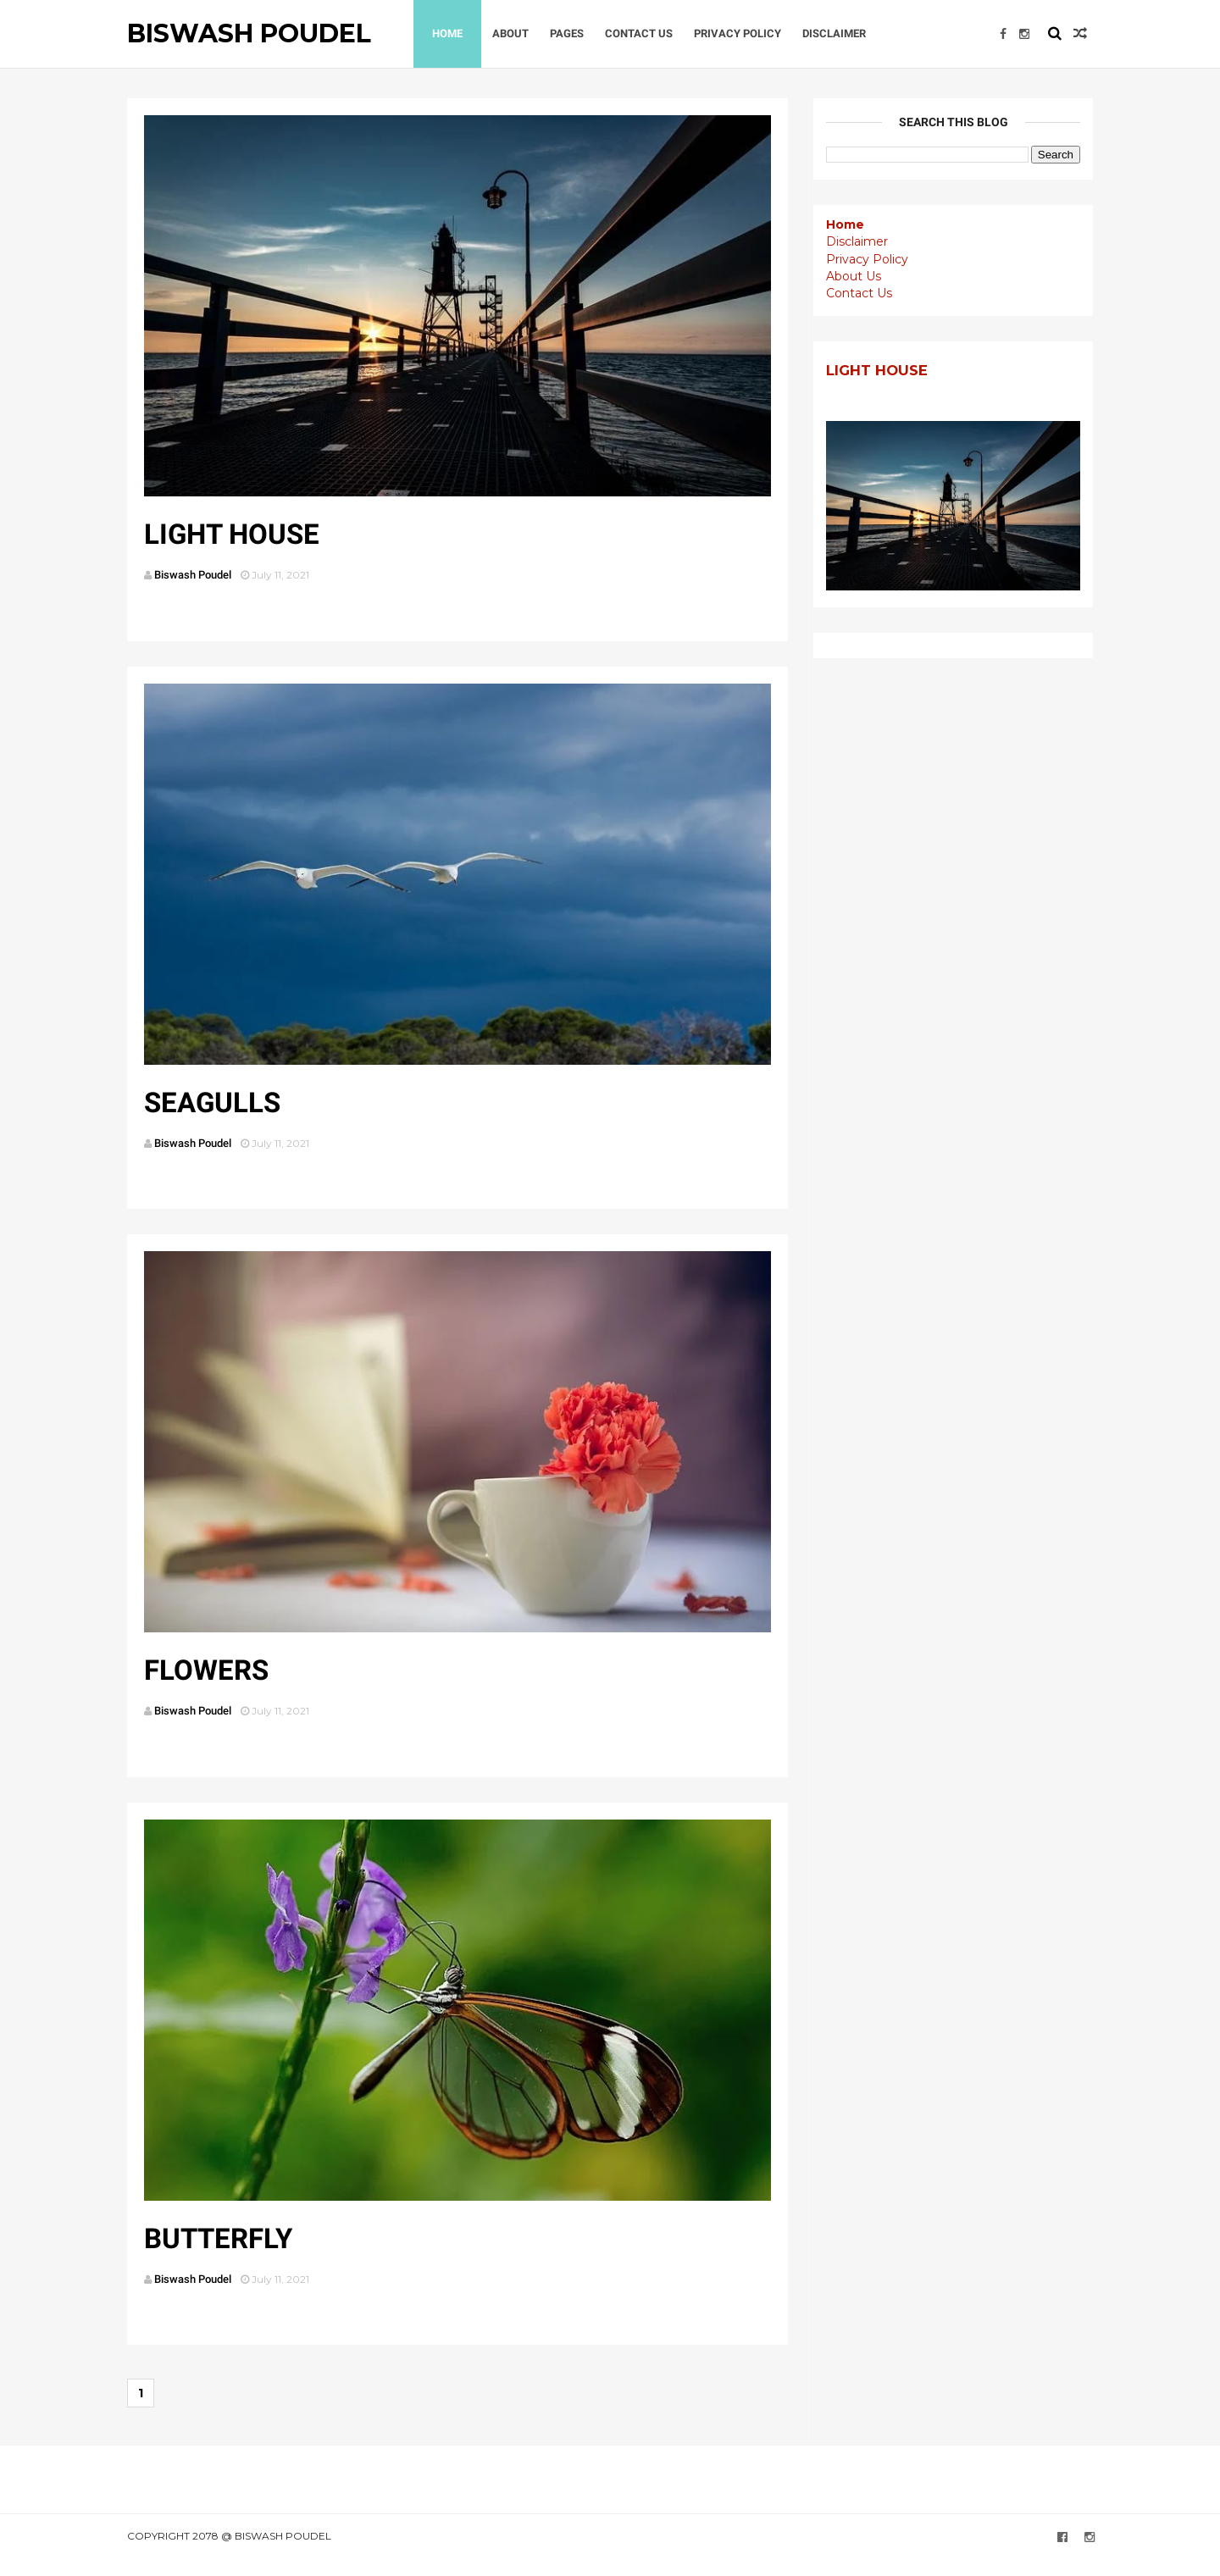 BISWASH POUDEL
HOME ABOUT PAGES CONTACT US PRIVACY POLICY DISCLAIMER
SEARCH THIS BLOG
Search
Home
Disclaimer
Privacy Policy
About Us
Contact Us
LIGHT HOUSE
LIGHT HOUSE
Biswash Poudel July 11, 2021
SEAGULLS
Biswash Poudel July 11, 2021
FLOWERS
Biswash Poudel July 11, 2021
BUTTERFLY
Biswash Poudel July 11, 2021
1
COPYRIGHT 2078 @ BISWASH POUDEL